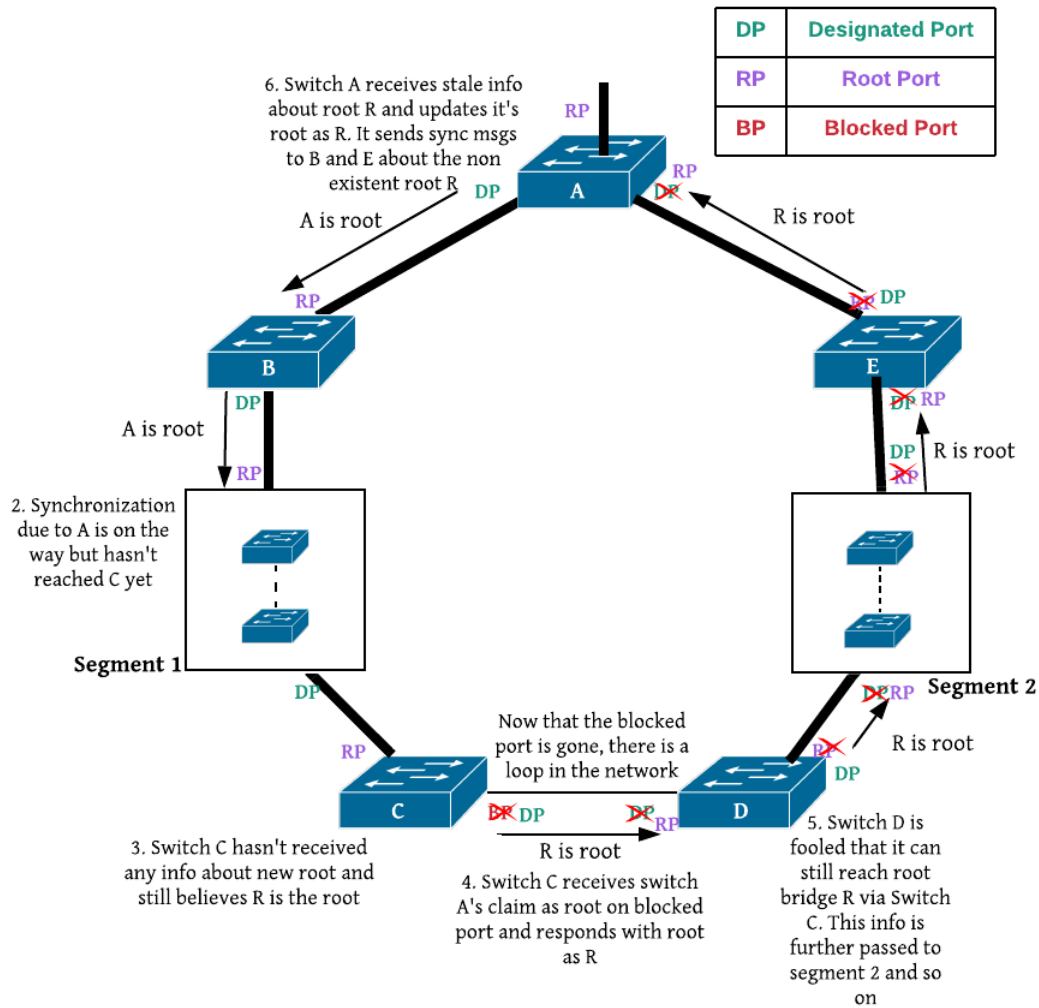 DP Designated Port
RP Root Port
BP Blocked Port
6. Switch A receives stale info
about root R and updates it's
root as R. It sends sync msgs
to B and E about the non
existent root R
RP
A
DP
RP
DP
A is root
R is root
RP
RP DP
B
E
DP
DP RP
A is root
RP
DP
RP
R is root
2. Synchronization
due to A is on the
way but hasn't
reached C yet
Segment 1
DP
DP RP
Segment 2
RP
Now that the blocked
port is gone, there is a
loop in the network
RP
DP
R is root
C
BP DP
DP
RP
D
R is root
3. Switch C hasn't received
any info about new root and
still believes R is the root
4. Switch C receives switch
A's claim as root on blocked
port and responds with root
as R
5. Switch D is
fooled that it can
still reach root
bridge R via Switch
C. This info is
further passed to
segment 2 and so
on